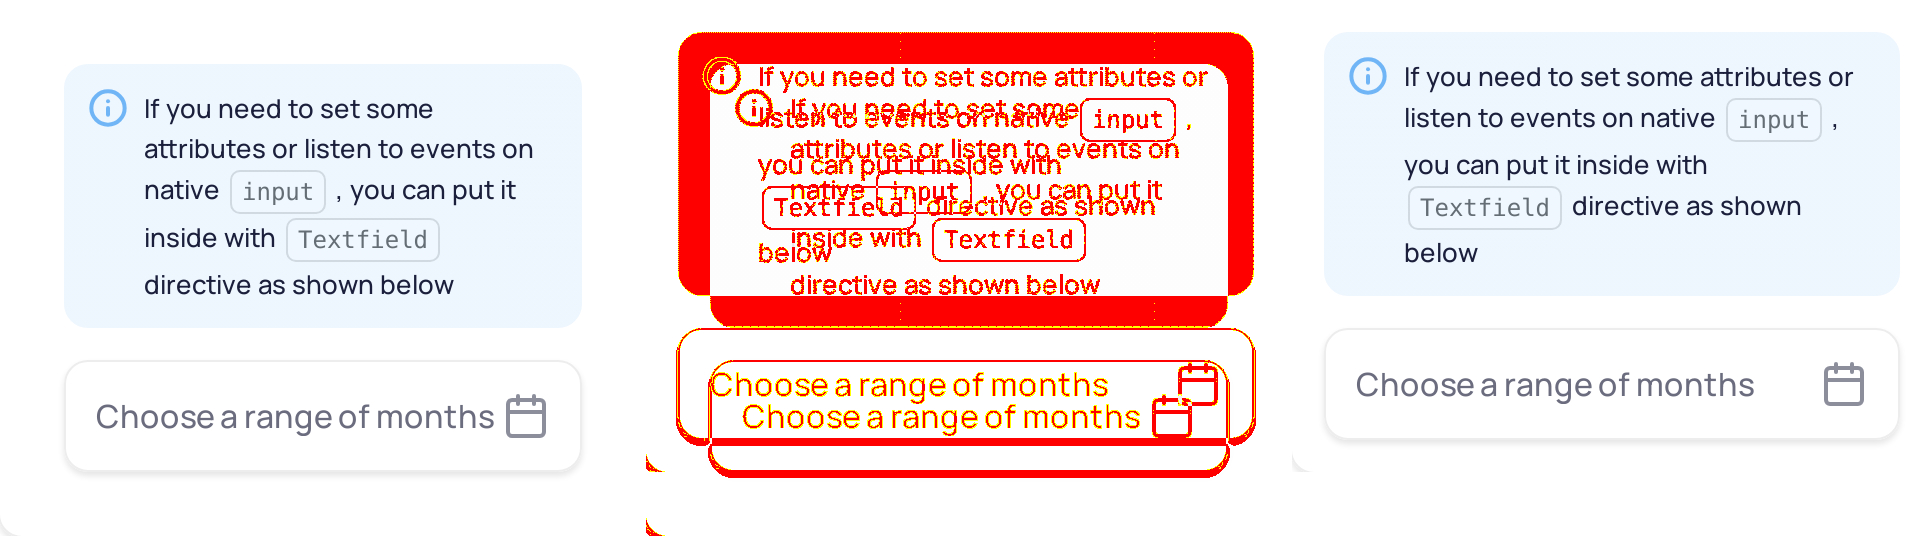 If you need to set some
attributes or listen to events on
native input , you can put it
inside with Textfield
directive as shown below
Choose a range of months
If you need to set some attributes or
If you need to set some
listen to events on native input ,
attributes or listen to events on
you can put it inside with
native input , you can put it
Textfield directive as shown
inside with Textfield
below
directive as shown below
Choose a range of months
Choose a range of months
If you need to set some attributes or
listen to events on native input ,
you can put it inside with
Textfield directive as shown
below
Choose a range of months